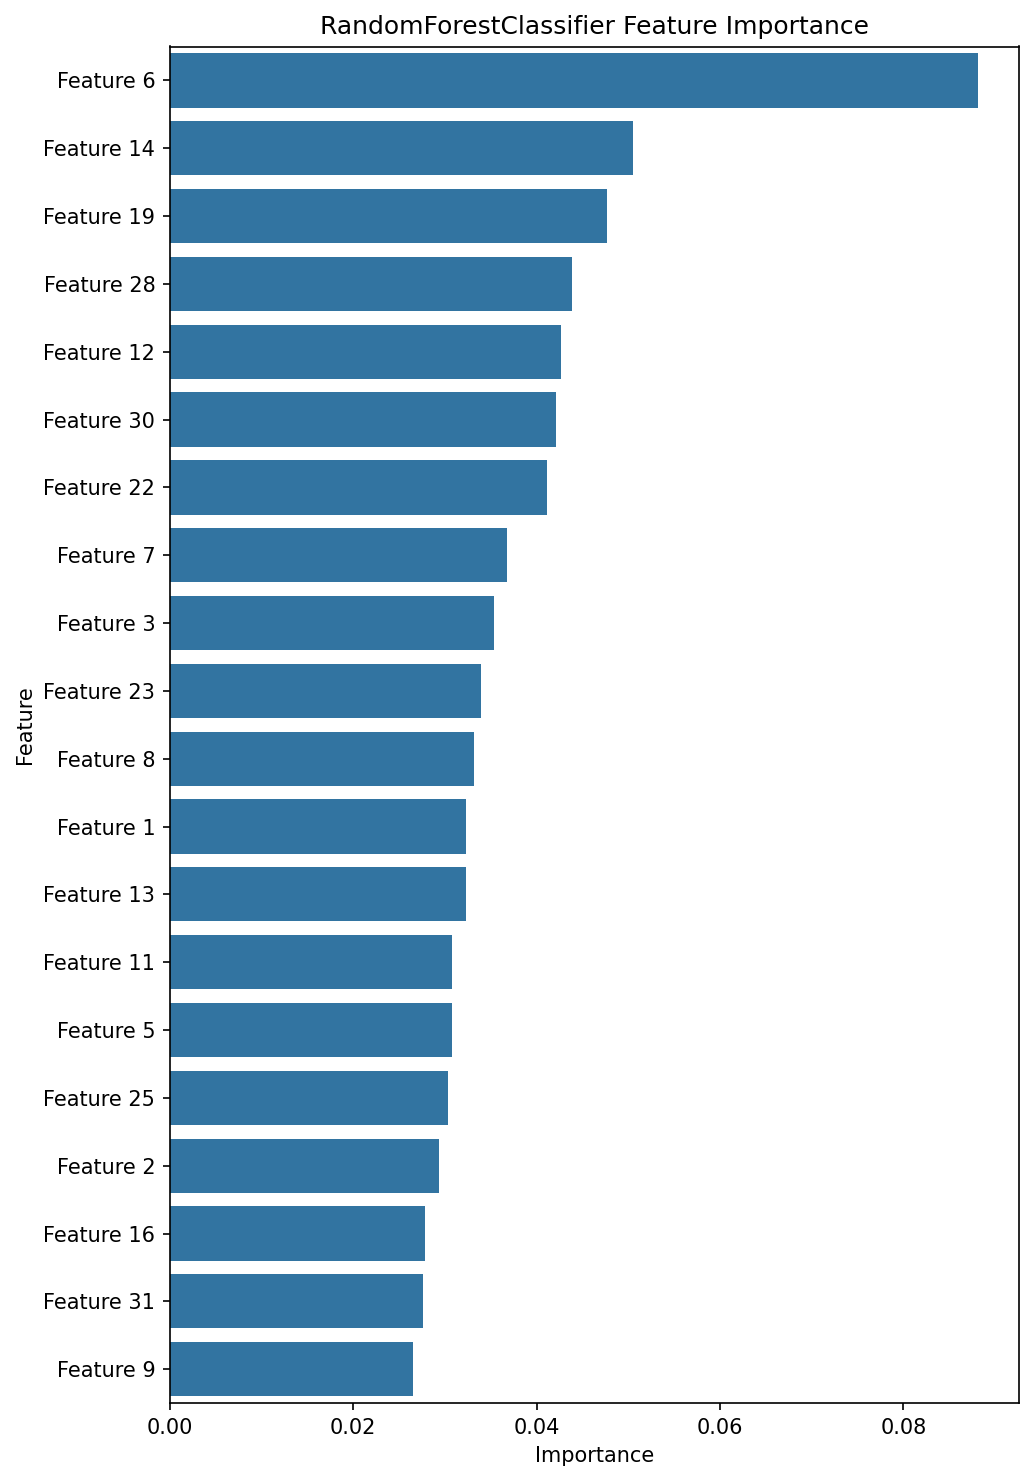 RandomForestClassifier Feature Importance
Feature 6
Feature 14
Feature 19
Feature 28
Feature 12
Feature 30
Feature 22
Feature 7
Feature 3
Feature 23
Feature 8
Feature 1
Feature 13
Feature 11
Feature 5
Feature 25
Feature 2
Feature 16
Feature 31
Feature 9
Feature
0.00 0.02 0.04 0.06 0.08
Importance